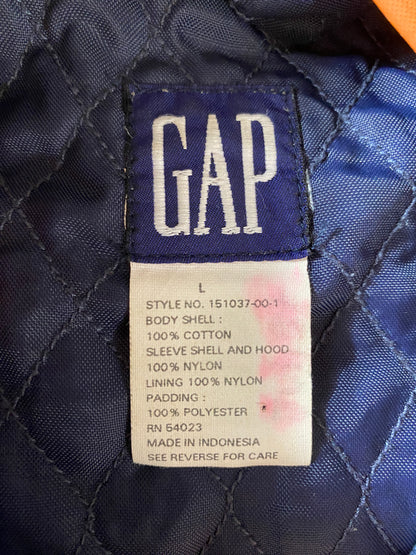 GAP
L
STYLE NO. 151037-00-1
BODY SHELL :
100% COTTON
SLEEVE SHELL AND HOOD
100% NYLON
LINING 100% NYLON
PADDING :
100% POLYESTER
RN 54023
MADE IN INDONESIA
SEE REVERSE FOR CARE